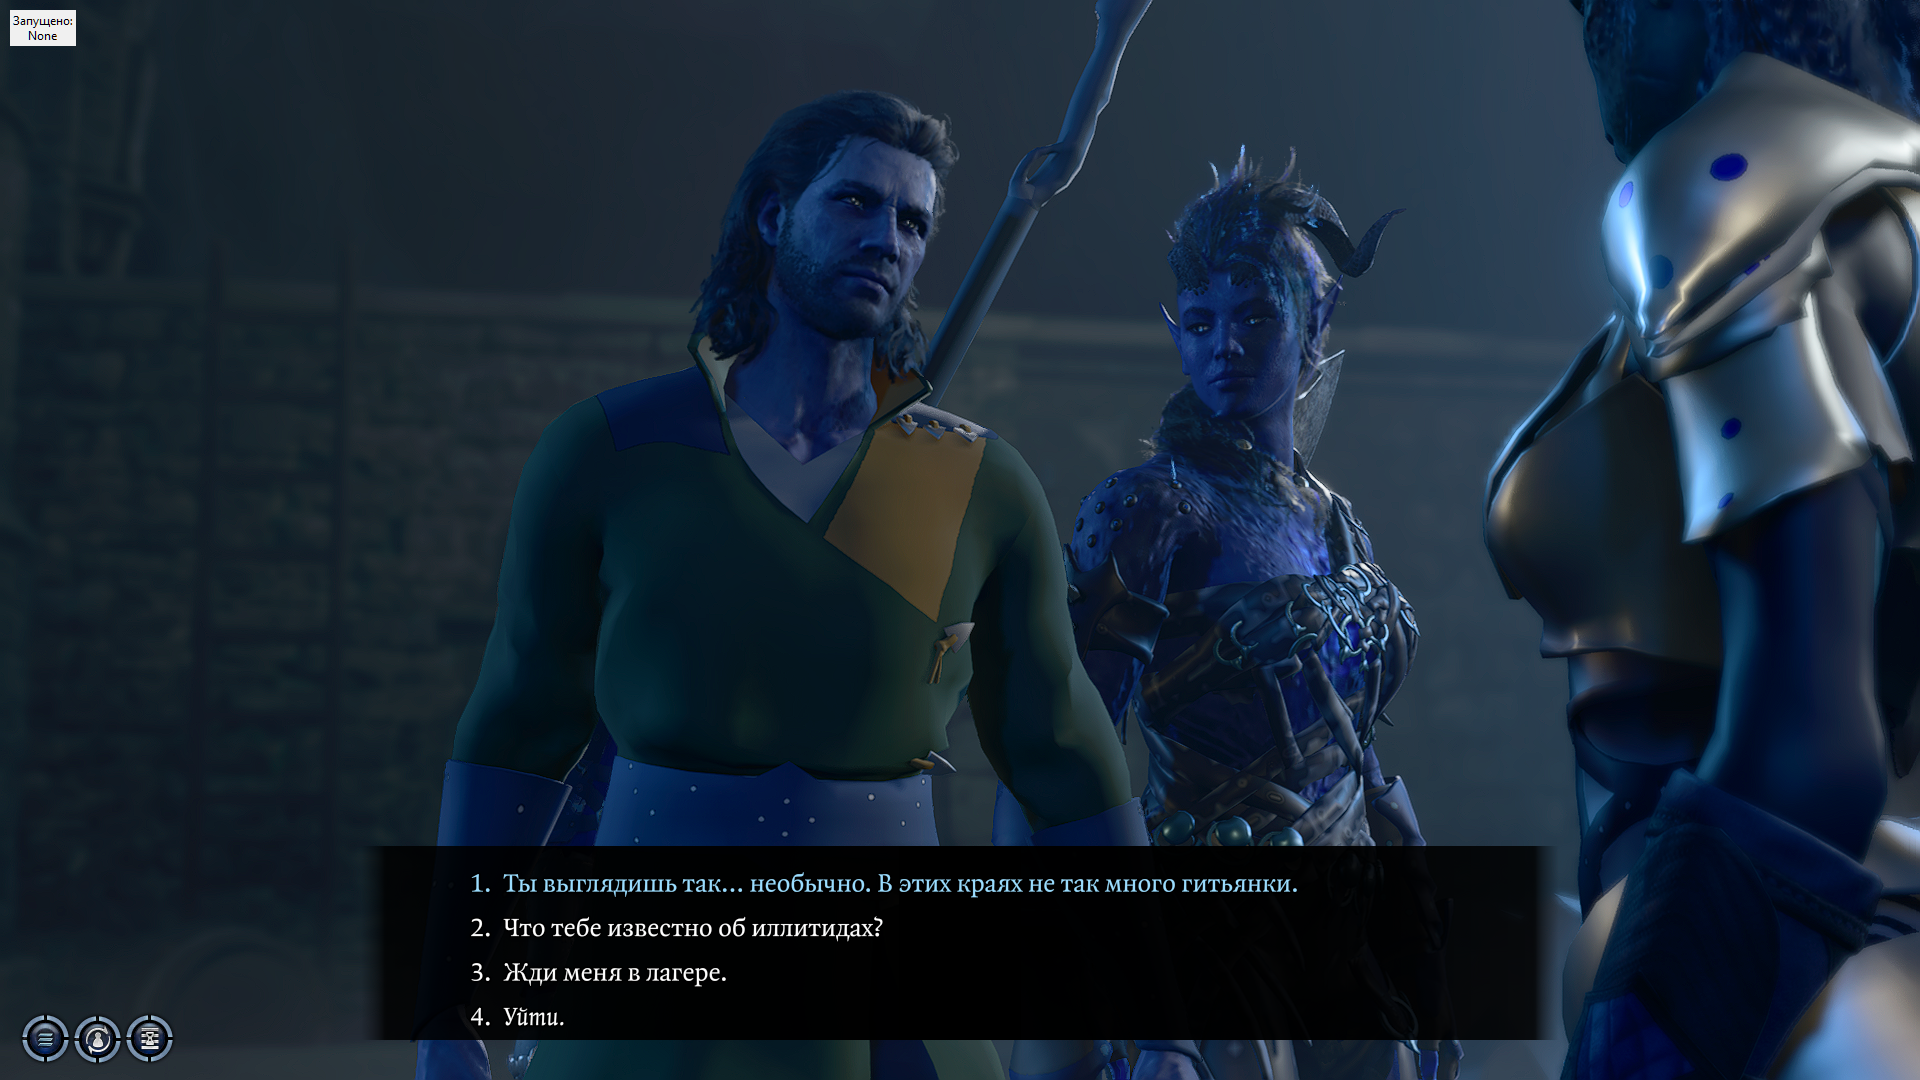 Запущено:
None
1. Ты выглядишь так... необычно. В этих краях не так много гитьянки.
2. Что тебе известно об иллитидах?
3. Жди меня в лагере.
4. Уйти.